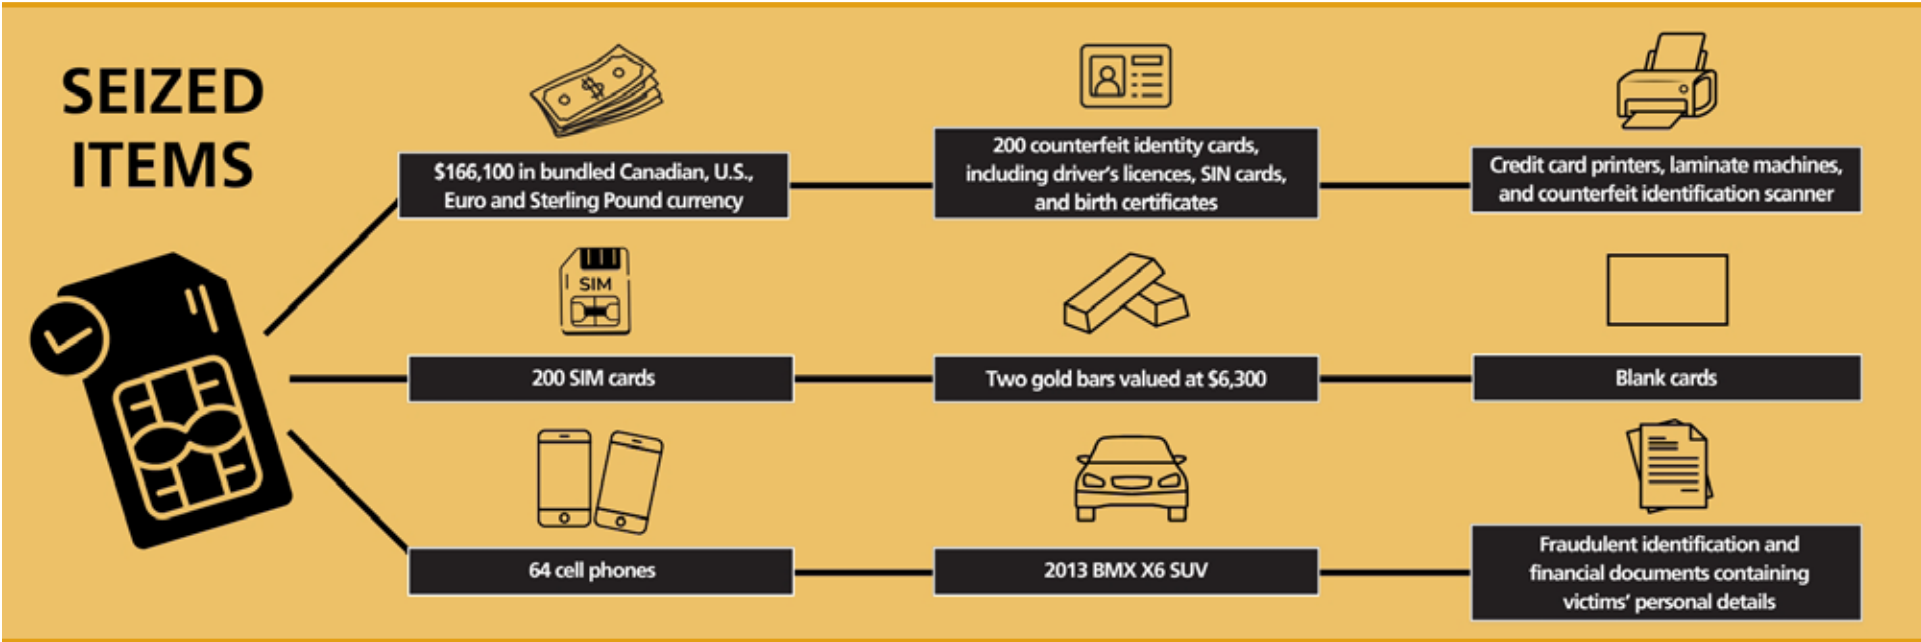 SEIZED
ITEMS
$166,100 in bundled Canadian, U.S.,
Euro and Sterling Pound currency
200 counterfeit identity cards,
including driver's licences, SIN cards,
and birth certificates
Credit card printers, laminate machines,
and counterfeit identification scanner
SIM
200 SIM cards
Two gold bars valued at $6,300
Blank cards
64 cell phones
2013 BMX X6 SUV
Fraudulent identification and
financial documents containing
victims' personal details